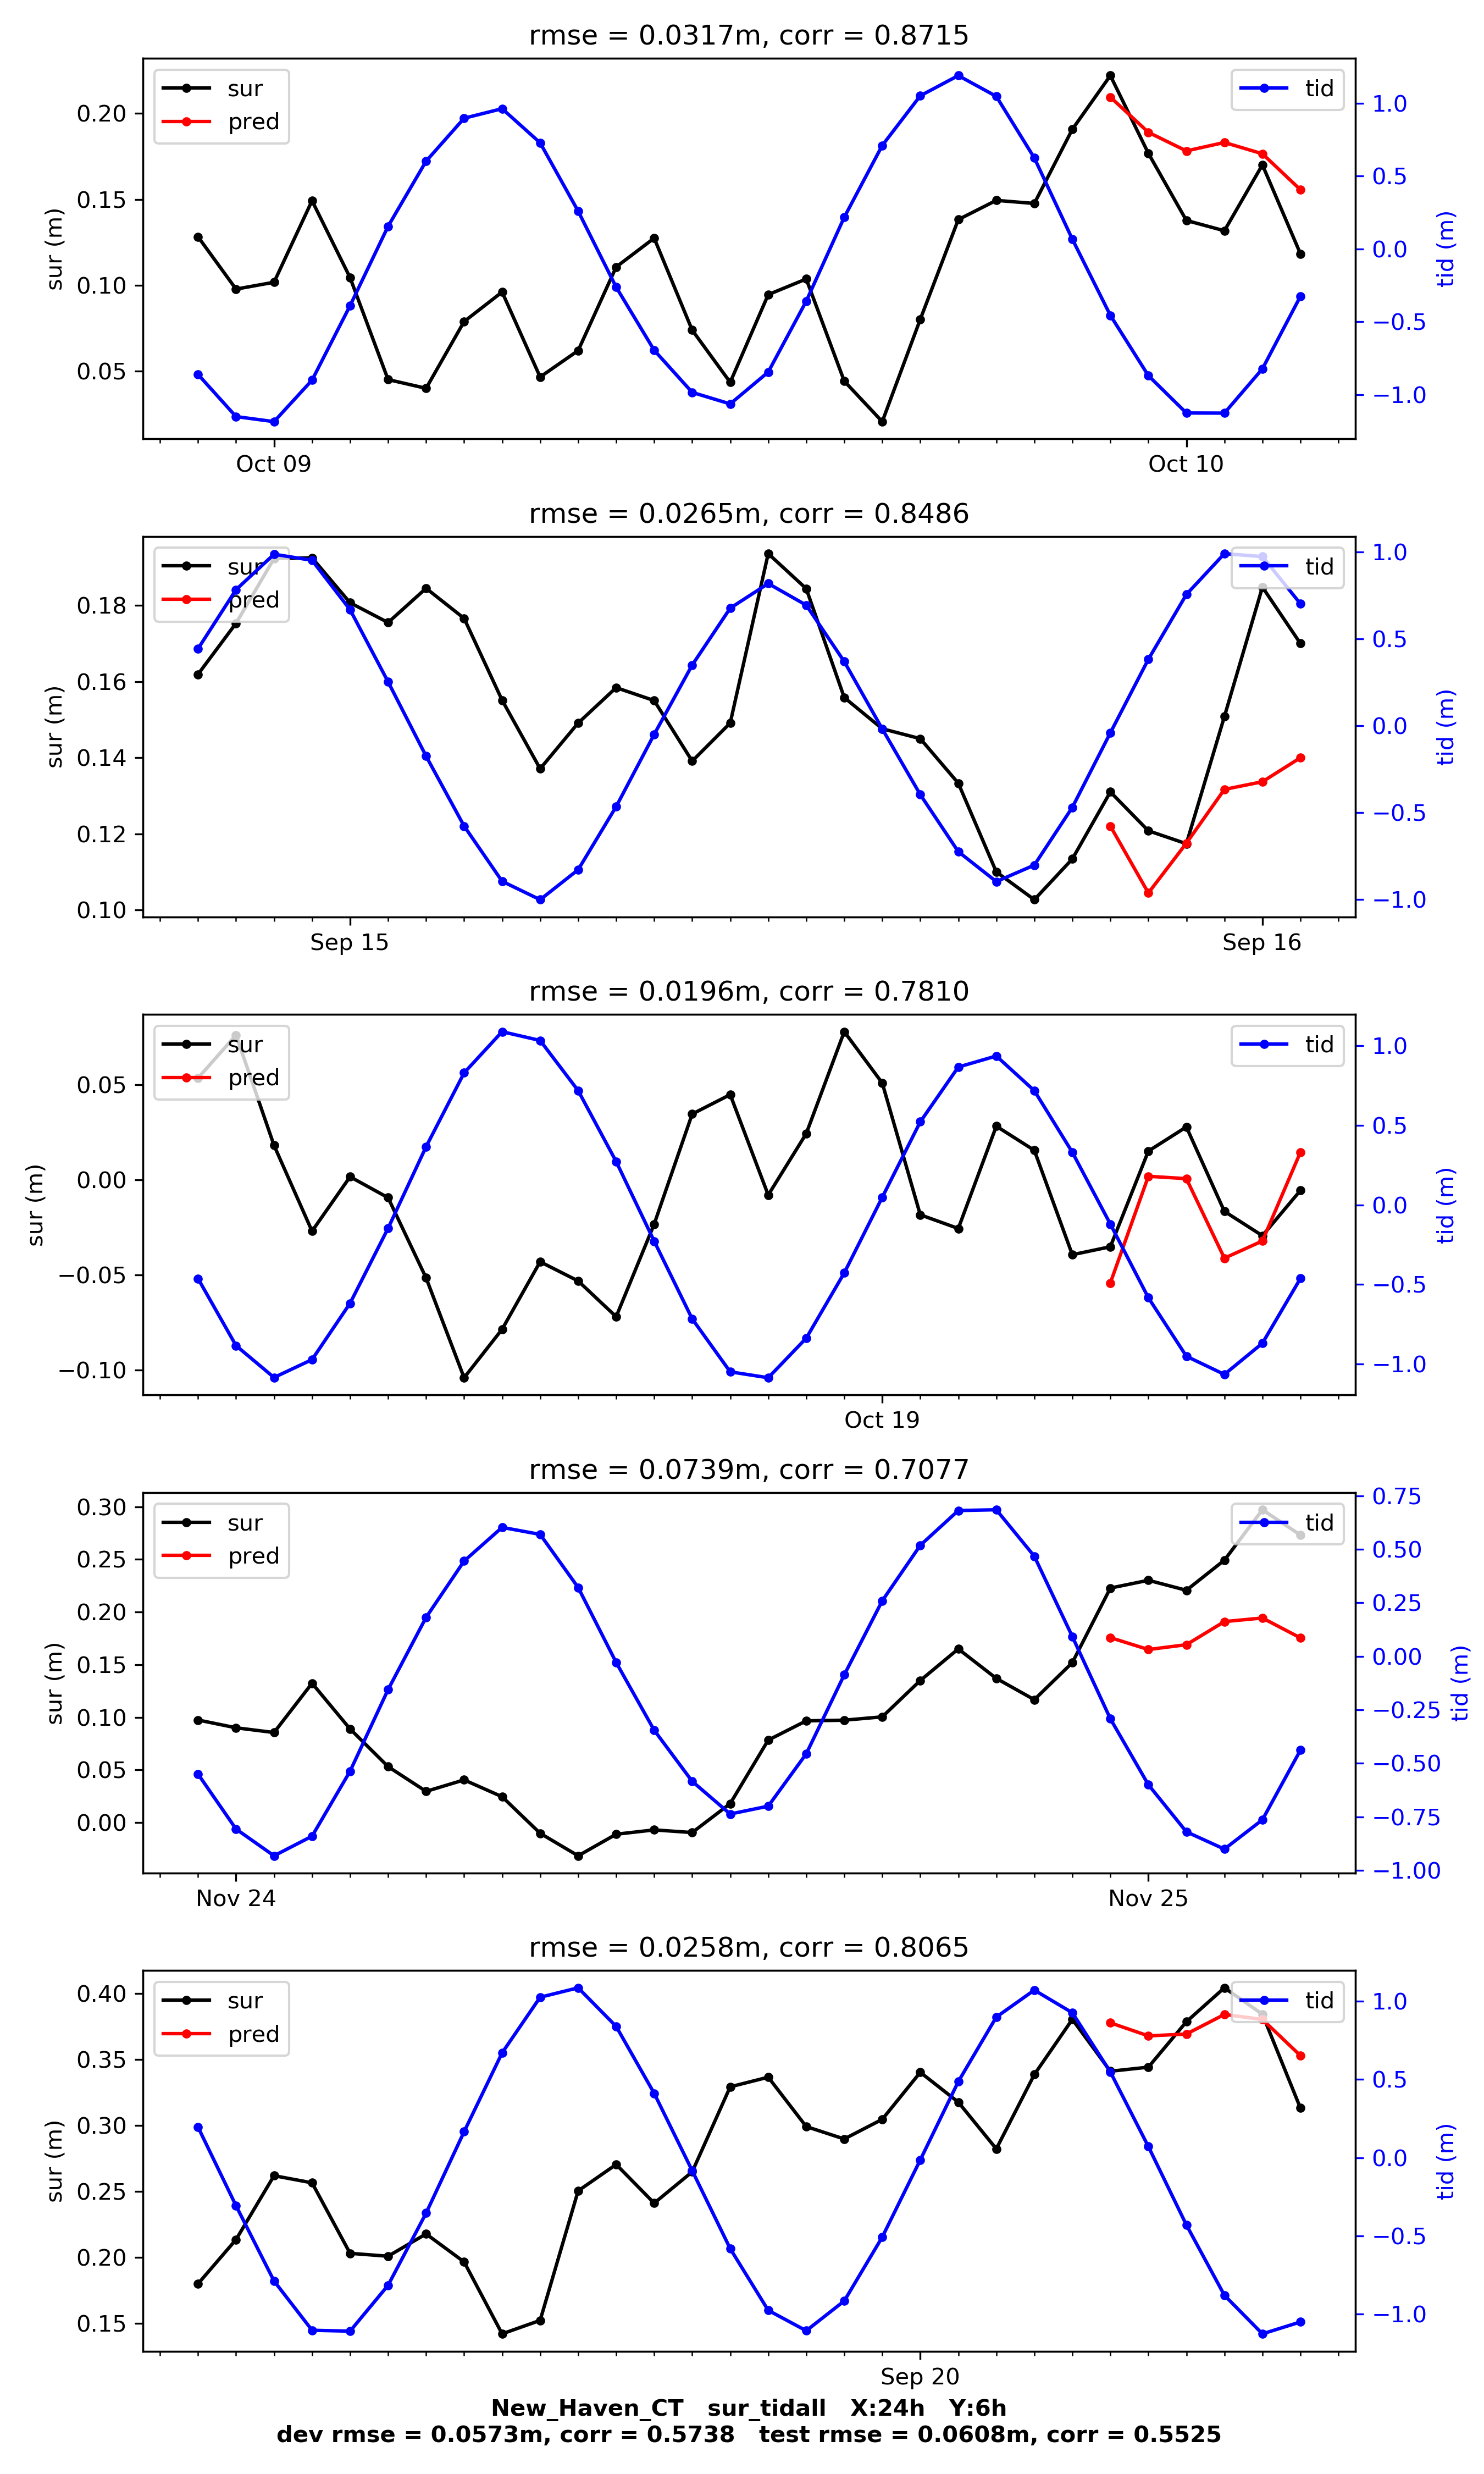 rmse = 0.0317m, corr = 0.8715
sur
pred
tid
0.20
0.15
0.10
0.05
sur (m)
1.0
0.5
0.0
−0.5
−1.0
tid (m)
Oct 09
Oct 10
rmse = 0.0265m, corr = 0.8486
sur
pred
tid
0.18
0.16
0.14
0.12
0.10
sur (m)
1.0
0.5
0.0
−0.5
−1.0
tid (m)
Sep 15
Sep 16
rmse = 0.0196m, corr = 0.7810
sur
pred
tid
0.05
0.00
−0.05
−0.10
sur (m)
1.0
0.5
0.0
−0.5
−1.0
tid (m)
Oct 19
rmse = 0.0739m, corr = 0.7077
sur
pred
tid
0.30
0.25
0.20
0.15
0.10
0.05
0.00
sur (m)
0.75
0.50
0.25
0.00
−0.25
−0.50
−0.75
−1.00
tid (m)
Nov 24
Nov 25
rmse = 0.0258m, corr = 0.8065
sur
pred
tid
0.40
0.35
0.30
0.25
0.20
0.15
sur (m)
1.0
0.5
0.0
−0.5
−1.0
tid (m)
Sep 20
New_Haven_CT sur_tidall X:24h Y:6h
dev rmse = 0.0573m, corr = 0.5738 test rmse = 0.0608m, corr = 0.5525